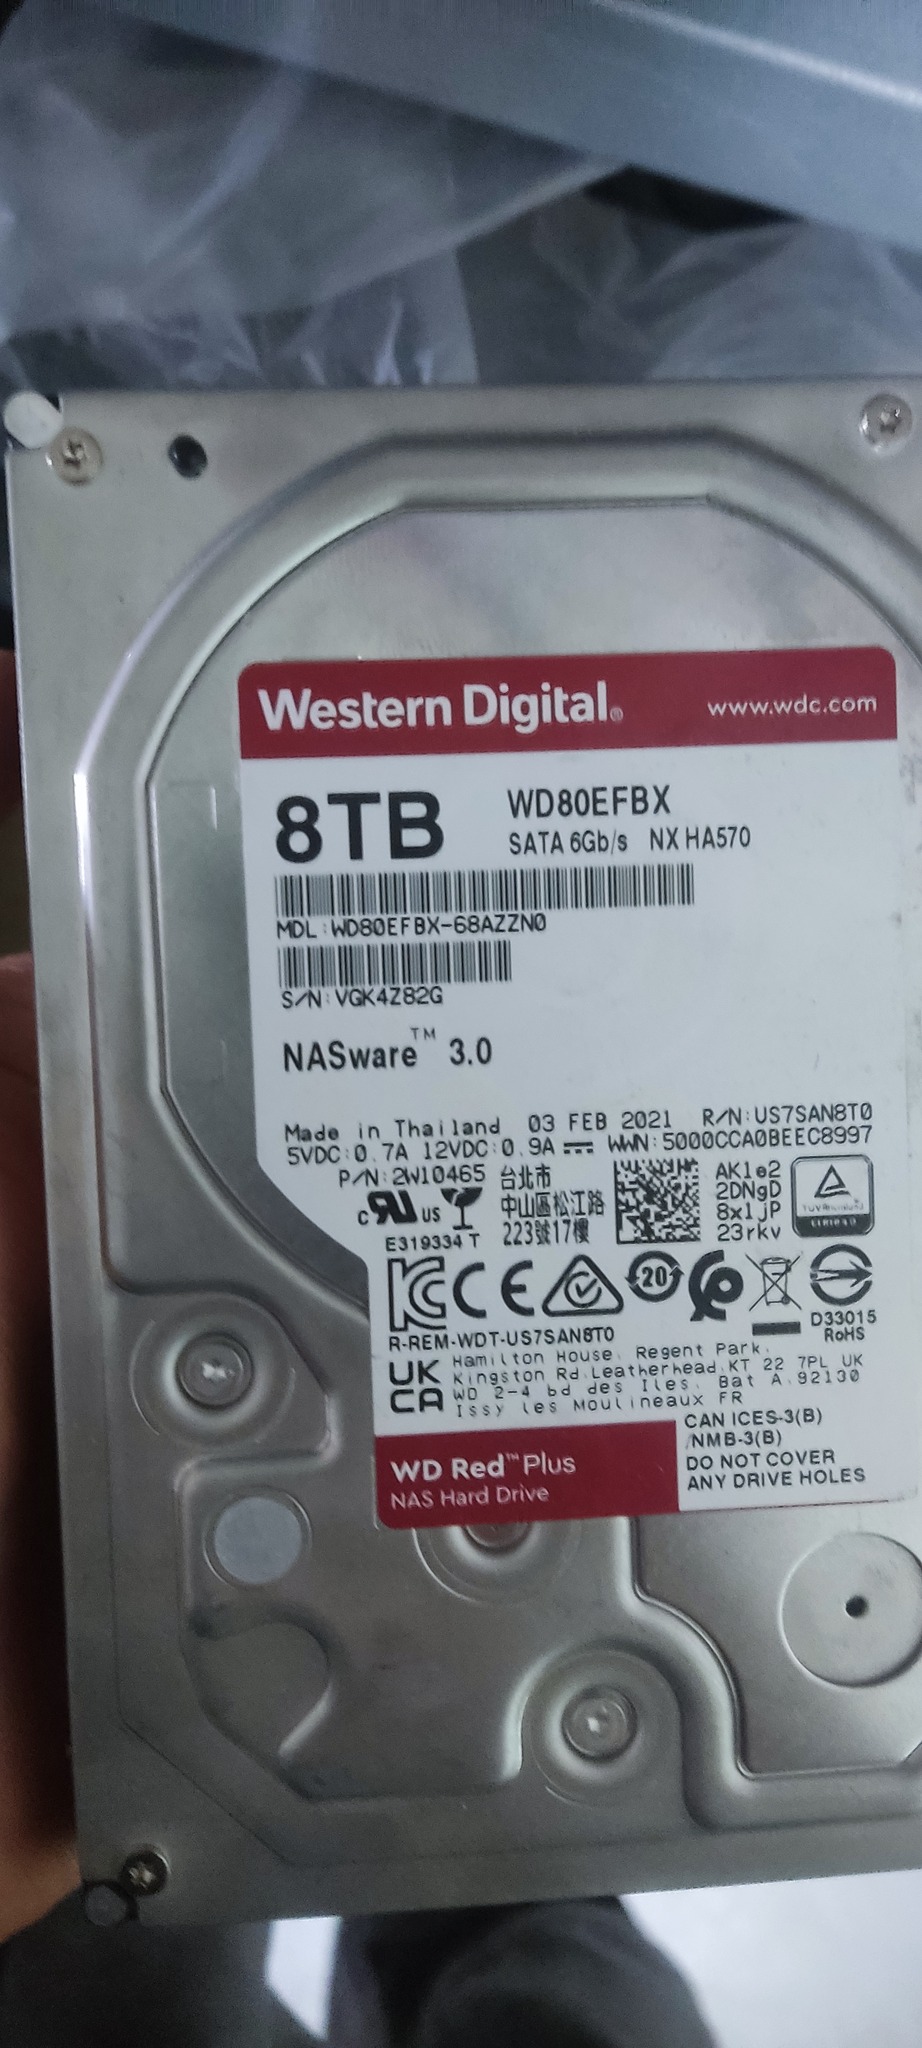 Western Digital® www.wdc.com
8TB WD80EFBX
SATA 6Gb/s NX HA570
MDL:WD80EFBX-68AZZN0
S/N:VGK4Z82G
NASware™ 3.0
Made in Thailand 03 FEB 2021 R/N:US7SAN8T0
5VDC:0.7A 12VDC:0.9A WWN:5000CCA0BEEC8997
P/N:2W10465 台北市 AK1e2
中山區松江路 2DNgD
223號17樓 8x1jP
23rkv
c RU US
E319334 T
20
D33015
RoHS
R-REM-WDT-US7SAN8T0
UK CA
Hamilton House, Regent Park,
Kingston Rd,Leatherhead,KT 22 7PL UK
WD 2-4 bd des Iles, Bat A,92130
Issy les Moulineaux FR
CAN ICES-3(B)
/NMB-3(B)
DO NOT COVER
ANY DRIVE HOLES
WD Red™ Plus
NAS Hard Drive